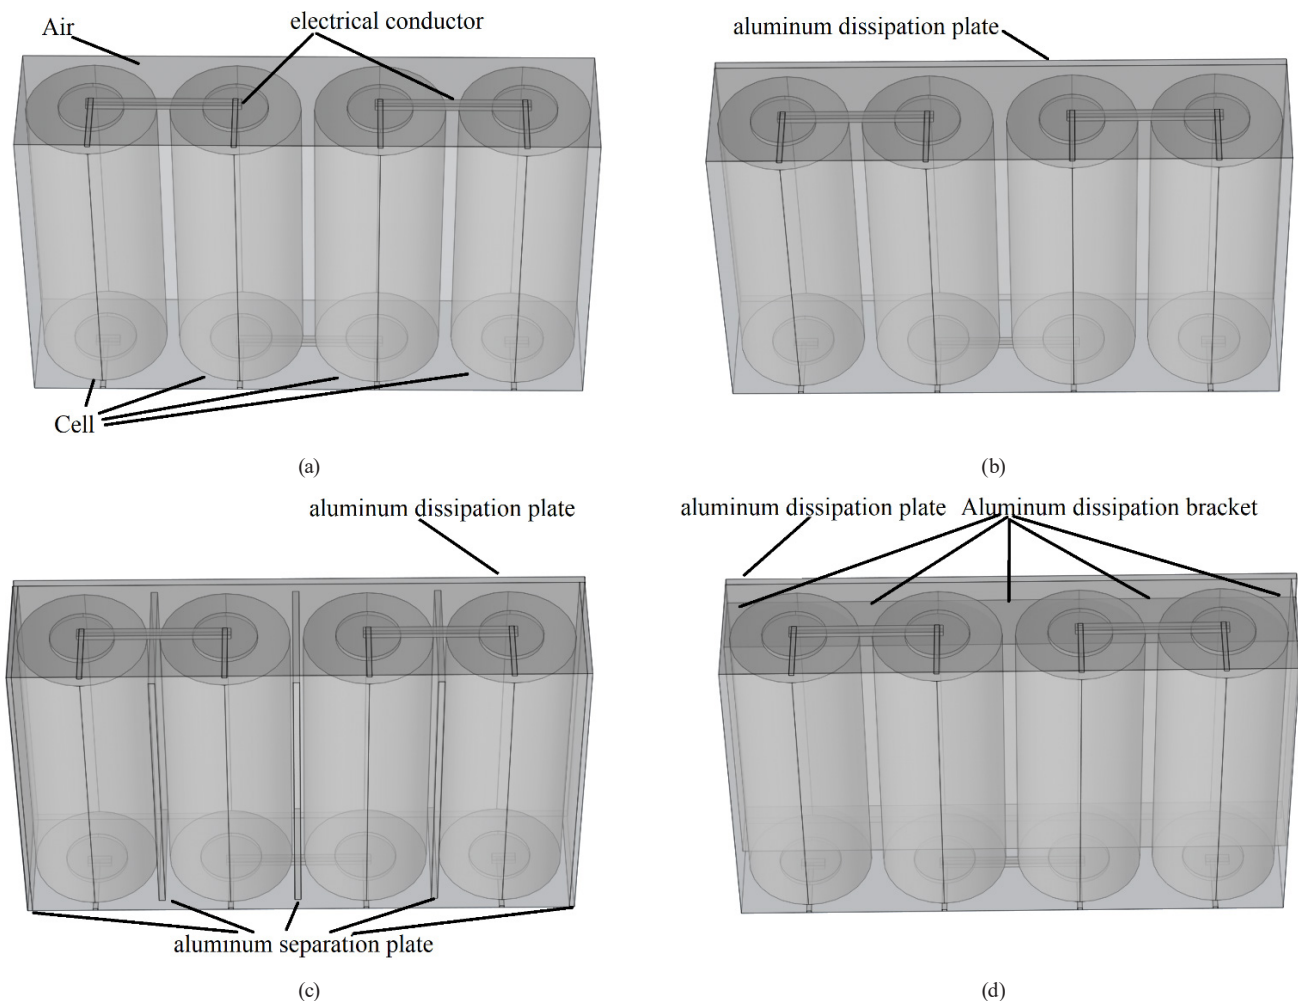 Air
electrical conductor
Cell
(a)
aluminum dissipation plate
(b)
aluminum dissipation plate
aluminum separation plate
(c)
aluminum dissipation plate
Aluminum dissipation bracket
(d)